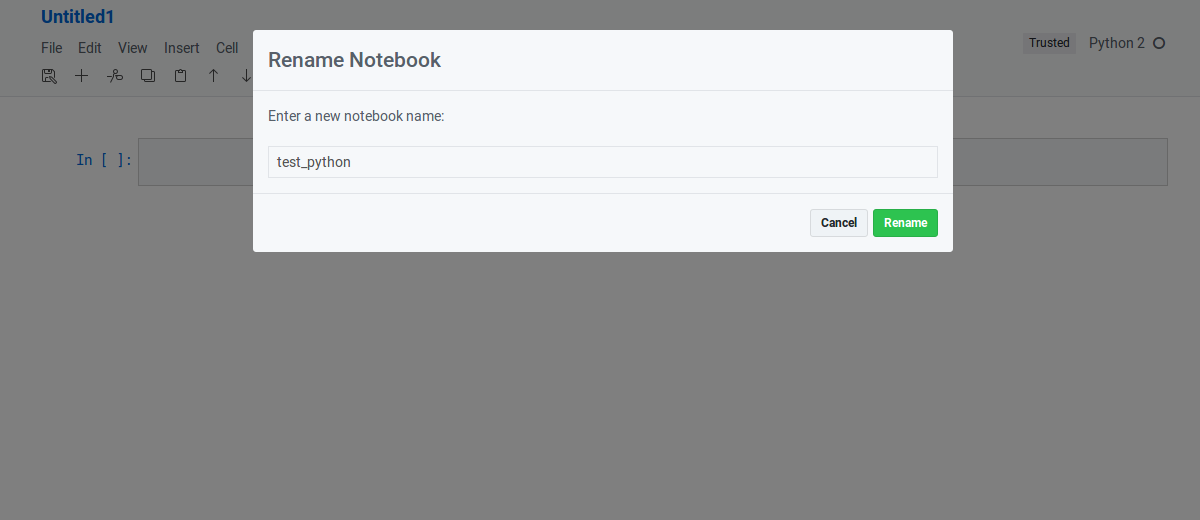 Untitled1
File Edit View Insert Cell
Trusted Python 2
Rename Notebook
Enter a new notebook name:
In [ ]:
test_python
Cancel Rename